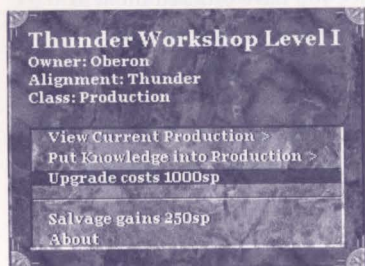 Thunder Workshop Level I
Owner: Oberon
Alignment: Thunder
Class: Production
View Current Production >
Put Knowledge into Production >
Upgrade costs 1000sp
Salvage gains 250sp
About